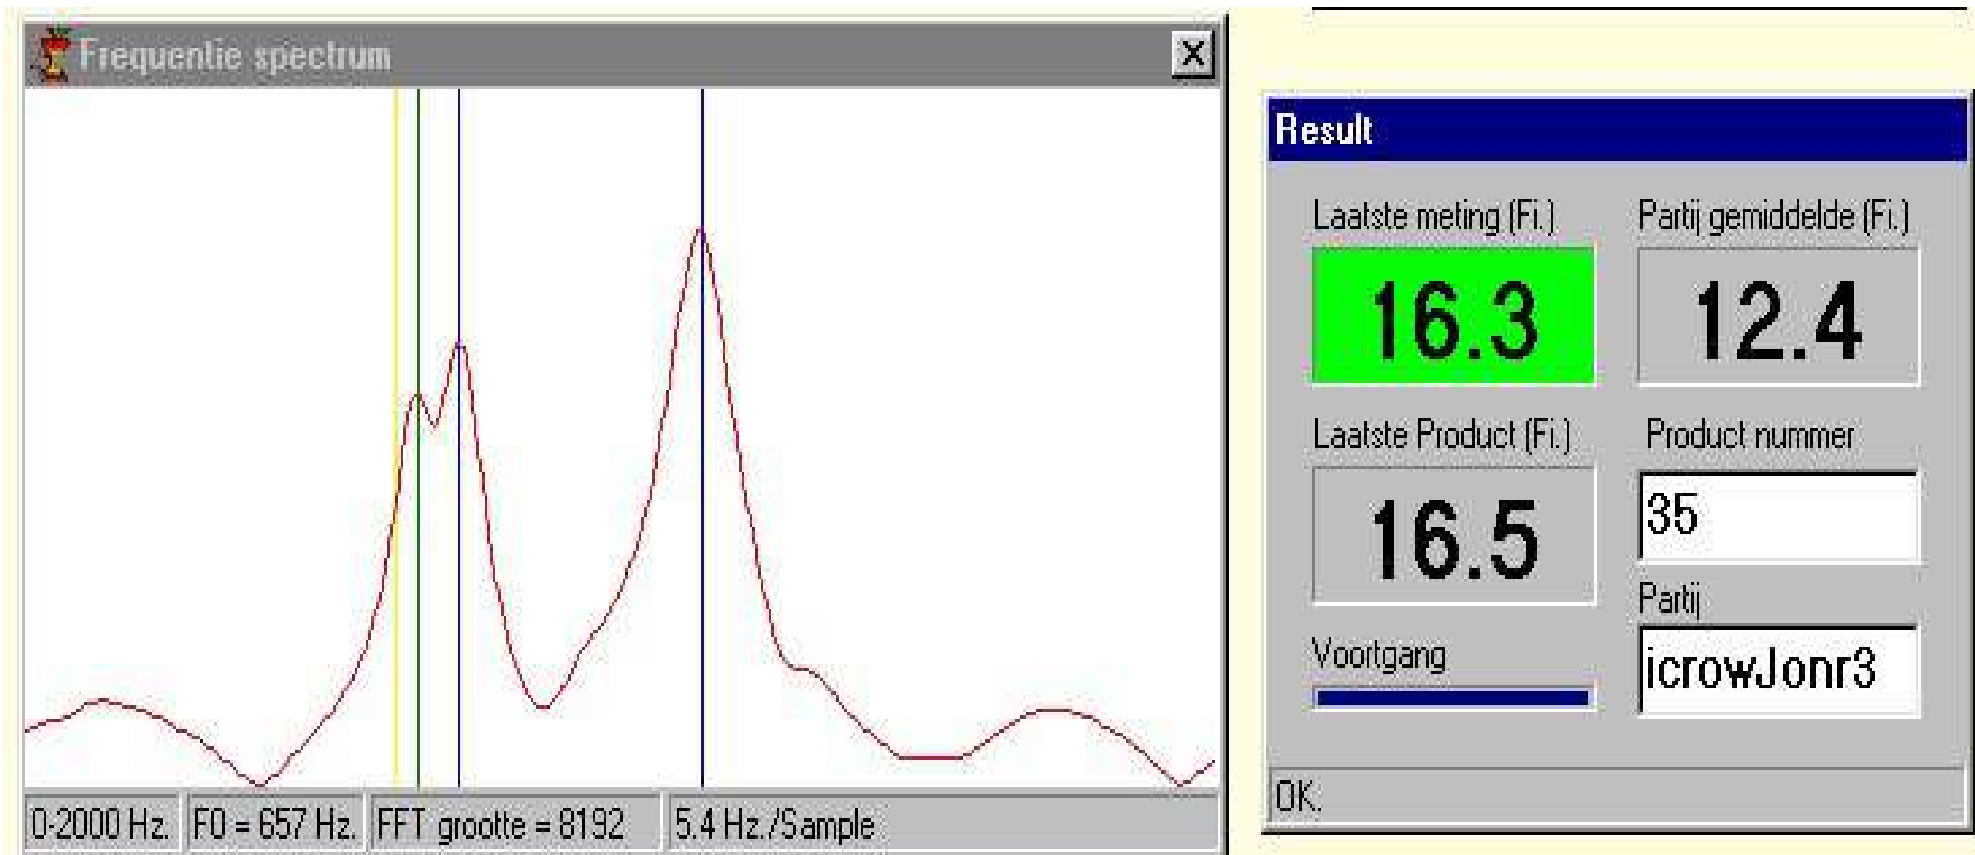 Frequentie spectrum
0-2000 Hz.
F0 = 657 Hz.
FFT grootte = 8192
5.4 Hz./Sample
Result
Laatste meting (Fi.)
Partij gemiddelde (Fi.)
16.3
12.4
Laatste Product (Fi.)
Product nummer
16.5
35
Partij
Voortgang
icrowJonr3
OK.